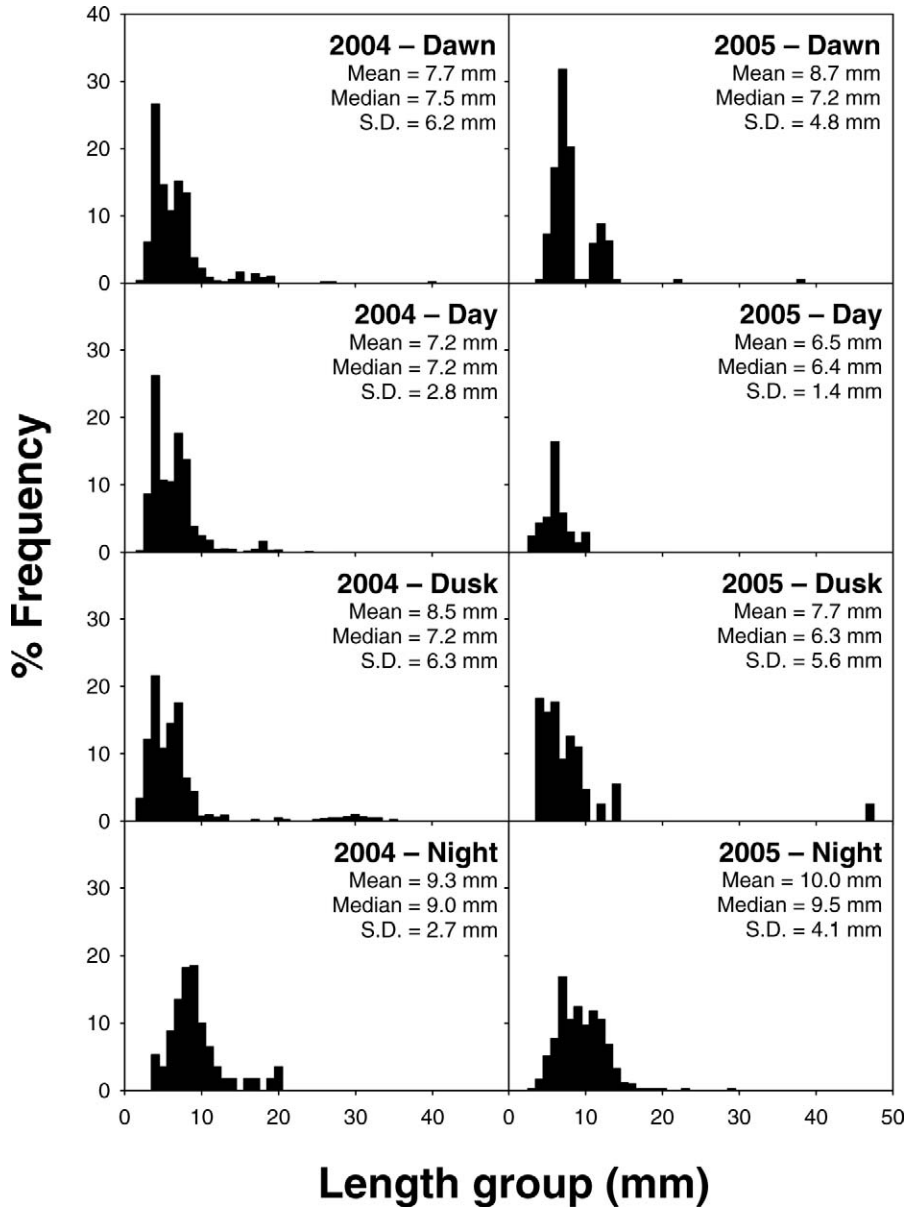 40
2004 – Dawn
Mean = 7.7 mm
Median = 7.5 mm
S.D. = 6.2 mm
2005 – Dawn
Mean = 8.7 mm
Median = 7.2 mm
S.D. = 4.8 mm
30
20
10
0
2004 – Day
Mean = 7.2 mm
Median = 7.2 mm
S.D. = 2.8 mm
2005 – Day
Mean = 6.5 mm
Median = 6.4 mm
S.D. = 1.4 mm
30
20
10
0
% Frequency
2004 – Dusk
Mean = 8.5 mm
Median = 7.2 mm
S.D. = 6.3 mm
2005 – Dusk
Mean = 7.7 mm
Median = 6.3 mm
S.D. = 5.6 mm
30
20
10
0
2004 – Night
Mean = 9.3 mm
Median = 9.0 mm
S.D. = 2.7 mm
2005 – Night
Mean = 10.0 mm
Median = 9.5 mm
S.D. = 4.1 mm
30
20
10
0
0 10 20 30 40 0 10 20 30 40 50
Length group (mm)